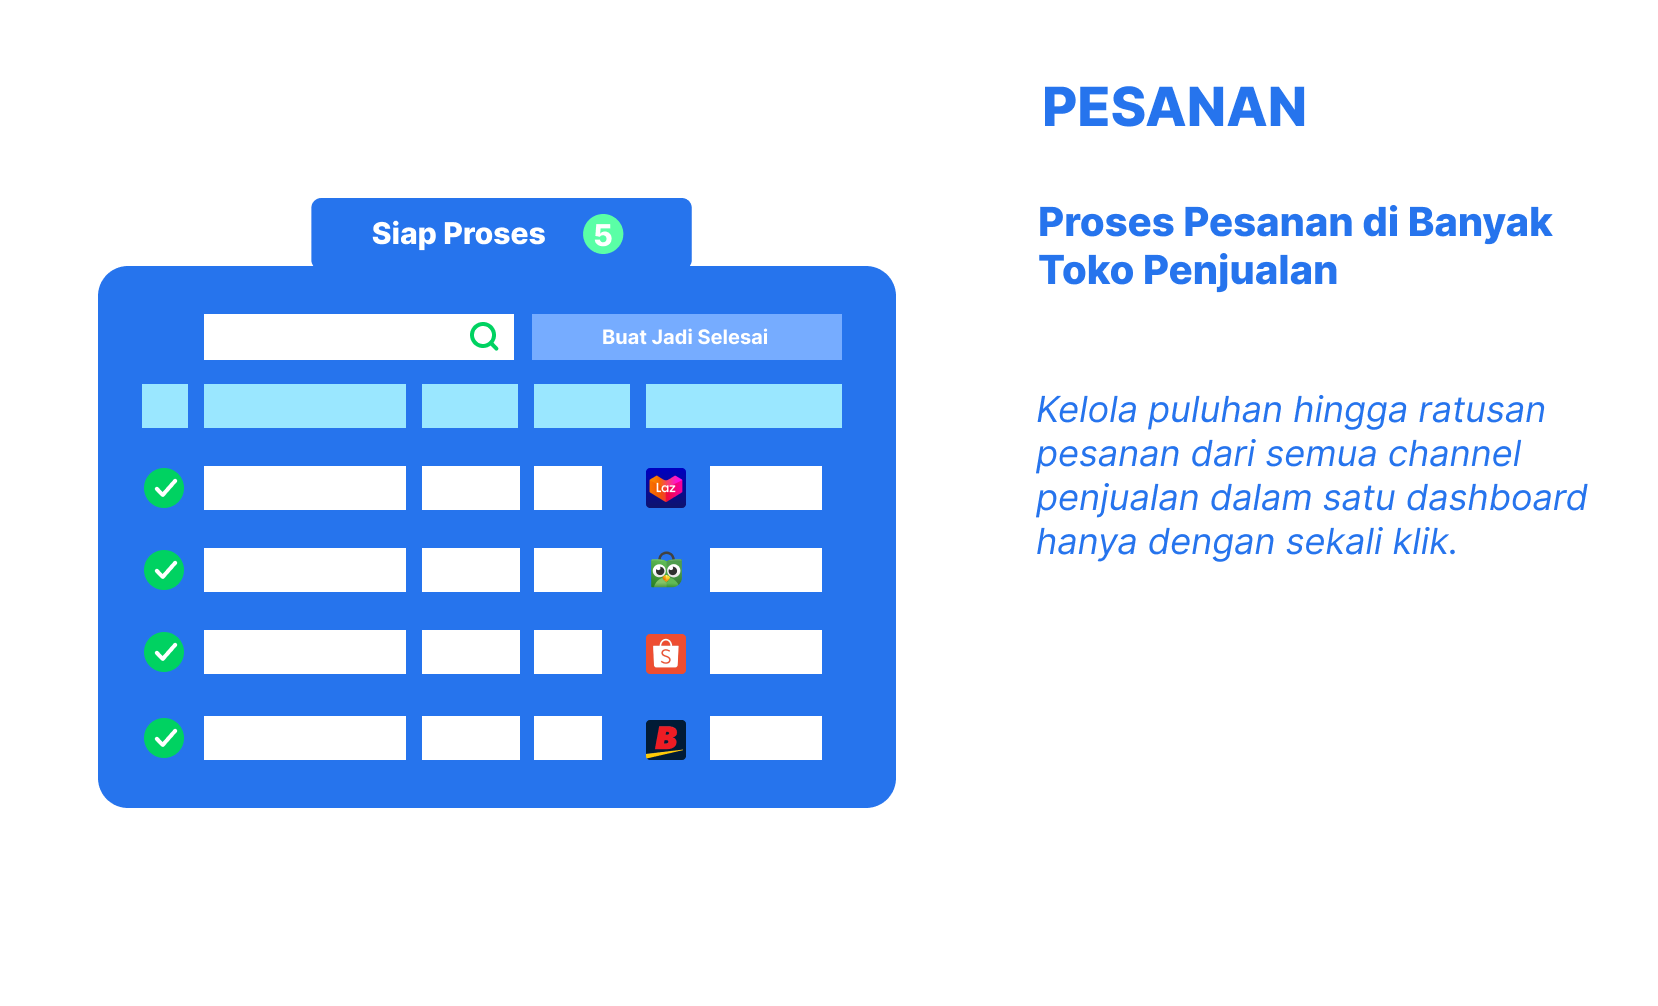 PESANAN
Proses Pesanan di Banyak
Toko Penjualan
Kelola puluhan hingga ratusan
pesanan dari semua channel
penjualan dalam satu dashboard
hanya dengan sekali klik.
Siap Proses 5
Buat Jadi Selesai
Laz
S
B